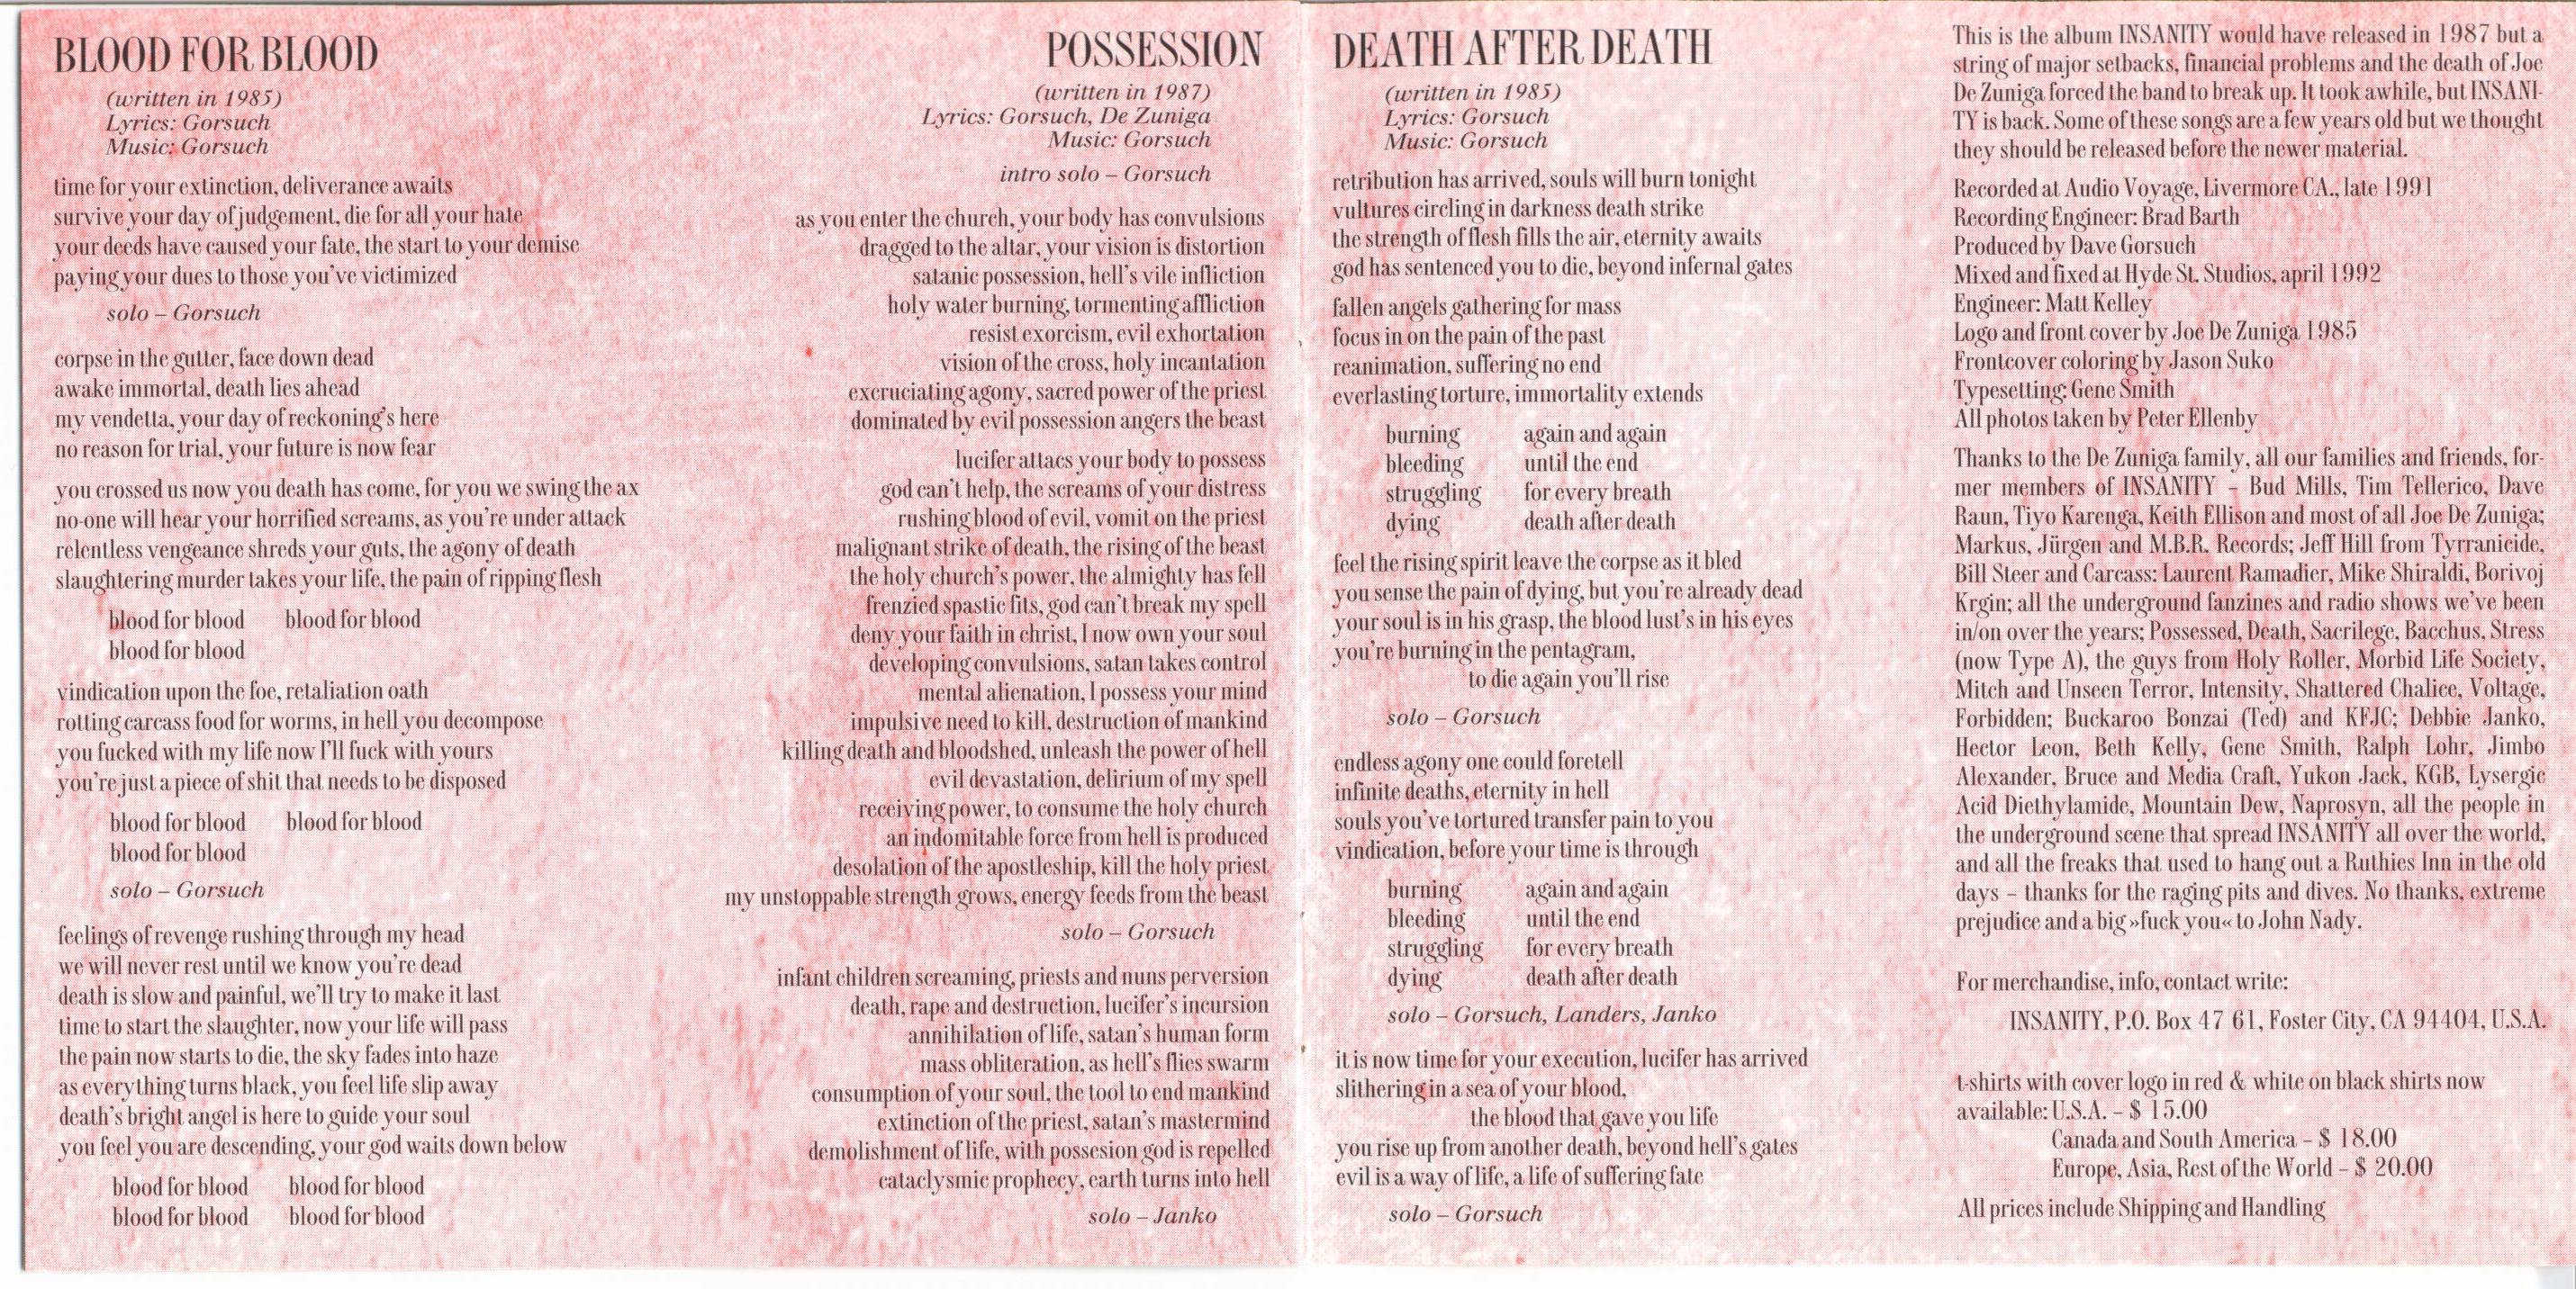 BLOOD FOR BLOOD
(written in 1985)
Lyrics: Gorsuch
Music: Gorsuch
time for your extinction, deliverance awaits
survive your day of judgement, die for all your hate
your deeds have caused your fate, the start to your demise
paying your dues to those you've victimized
solo – Gorsuch
corpse in the gutter, face down dead
awake immortal, death lies ahead
my vendetta, your day of reckoning's here
no reason for trial, your future is now fear
you crossed us now you death has come, for you we swing the ax
no-one will hear your horrified screams, as you're under attack
relentless vengeance shreds your guts, the agony of death
slaughtering murder takes your life, the pain of ripping flesh
blood for blood blood for blood
blood for blood
vindication upon the foe, retaliation oath
rotting carcass food for worms, in hell you decompose
you fucked with my life now I'll fuck with yours
you're just a piece of shit that needs to be disposed
blood for blood blood for blood
blood for blood
solo – Gorsuch
feelings of revenge rushing through my head
we will never rest until we know you're dead
death is slow and painful, we'll try to make it last
time to start the slaughter, now your life will pass
the pain now starts to die, the sky fades into haze
as everything turns black, you feel life slip away
death's bright angel is here to guide your soul
you feel you are descending, your god waits down below
blood for blood blood for blood
blood for blood blood for blood
POSSESSION
(written in 1987)
Lyrics: Gorsuch, De Zuniga
Music: Gorsuch
intro solo – Gorsuch
as you enter the church, your body has convulsions
dragged to the altar, your vision is distortion
satanic possession, hell's vile infliction
holy water burning, tormenting affliction
resist exorcism, evil exhortation
vision of the cross, holy incantation
excruciating agony, sacred power of the priest
dominated by evil possession angers the beast
lucifer attacs your body to possess
god can't help, the screams of your distress
rushing blood of evil, vomit on the priest
malignant strike of death, the rising of the beast
the holy church's power, the almighty has fell
frenzied spastic fits, god can't break my spell
deny your faith in christ, I now own your soul
developing convulsions, satan takes control
mental alienation, I possess your mind
impulsive need to kill, destruction of mankind
killing death and bloodshed, unleash the power of hell
evil devastation, delirium of my spell
receiving power, to consume the holy church
an indomitable force from hell is produced
desolation of the apostleship, kill the holy priest
my unstoppable strength grows, energy feeds from the beast
solo – Gorsuch
infant children screaming, priests and nuns perversion
death, rape and destruction, lucifer's incursion
annihilation of life, satan's human form
mass obliteration, as hell's flies swarm
consumption of your soul, the tool to end mankind
extinction of the priest, satan's mastermind
demolishment of life, with possesion god is repelled
cataclysmic prophecy, earth turns into hell
solo – Janko
DEATH AFTER DEATH
(written in 1985)
Lyrics: Gorsuch
Music: Gorsuch
retribution has arrived, souls will burn tonight
vultures circling in darkness death strike
the strength of flesh fills the air, eternity awaits
god has sentenced you to die, beyond infernal gates
fallen angels gathering for mass
focus in on the pain of the past
reanimation, suffering no end
everlasting torture, immortality extends
burning again and again
bleeding until the end
struggling for every breath
dying death after death
feel the rising spirit leave the corpse as it bled
you sense the pain of dying, but you're already dead
your soul is in his grasp, the blood lust's in his eyes
you're burning in the pentagram,
to die again you'll rise
solo – Gorsuch
endless agony one could foretell
infinite deaths, eternity in hell
souls you've tortured transfer pain to you
vindication, before your time is through
burning again and again
bleeding until the end
struggling for every breath
dying death after death
solo – Gorsuch, Landers, Janko
it is now time for your execution, lucifer has arrived
slithering in a sea of your blood,
the blood that gave you life
you rise up from another death, beyond hell's gates
evil is a way of life, a life of suffering fate
solo – Gorsuch
This is the album INSANITY would have released in 1987 but a
string of major setbacks, financial problems and the death of Joe
De Zuniga forced the band to break up. It took awhile, but INSANI-
TY is back. Some of these songs are a few years old but we thought
they should be released before the newer material.
Recorded at Audio Voyage, Livermore CA., late 1991
Recording Engineer: Brad Barth
Produced by Dave Gorsuch
Mixed and fixed at Hyde St. Studios, april 1992
Engineer: Matt Kelley
Logo and front cover by Joe De Zuniga 1985
Frontcover coloring by Jason Suko
Typesetting: Gene Smith
All photos taken by Peter Ellenby
Thanks to the De Zuniga family, all our families and friends, for-
mer members of INSANITY – Bud Mills, Tim Tellerico, Dave
Raun, Tiyo Karenga, Keith Ellison and most of all Joe De Zuniga;
Markus, Jürgen and M.B.R. Records; Jeff Hill from Tyrranicide,
Bill Steer and Carcass: Laurent Ramadier, Mike Shiraldi, Borivoj
Krgin; all the underground fanzines and radio shows we've been
in/on over the years; Possessed, Death, Sacrilege, Bacchus, Stress
(now Type A), the guys from Holy Roller, Morbid Life Society,
Mitch and Unseen Terror, Intensity, Shattered Chalice, Voltage,
Forbidden; Buckaroo Bonzai (Ted) and KFJC; Debbie Janko,
Hector Leon, Beth Kelly, Gene Smith, Ralph Lohr, Jimbo
Alexander, Bruce and Media Craft, Yukon Jack, KGB, Lysergic
Acid Diethylamide, Mountain Dew, Naprosyn, all the people in
the underground scene that spread INSANITY all over the world,
and all the freaks that used to hang out a Ruthies Inn in the old
days – thanks for the raging pits and dives. No thanks, extreme
prejudice and a big »fuck you« to John Nady.
For merchandise, info, contact write:
INSANITY, P.O. Box 47 61, Foster City, CA 94404, U.S.A.
t-shirts with cover logo in red & white on black shirts now
available: U.S.A. – $ 15.00
Canada and South America – $ 18.00
Europe, Asia, Rest of the World – $ 20.00
All prices include Shipping and Handling